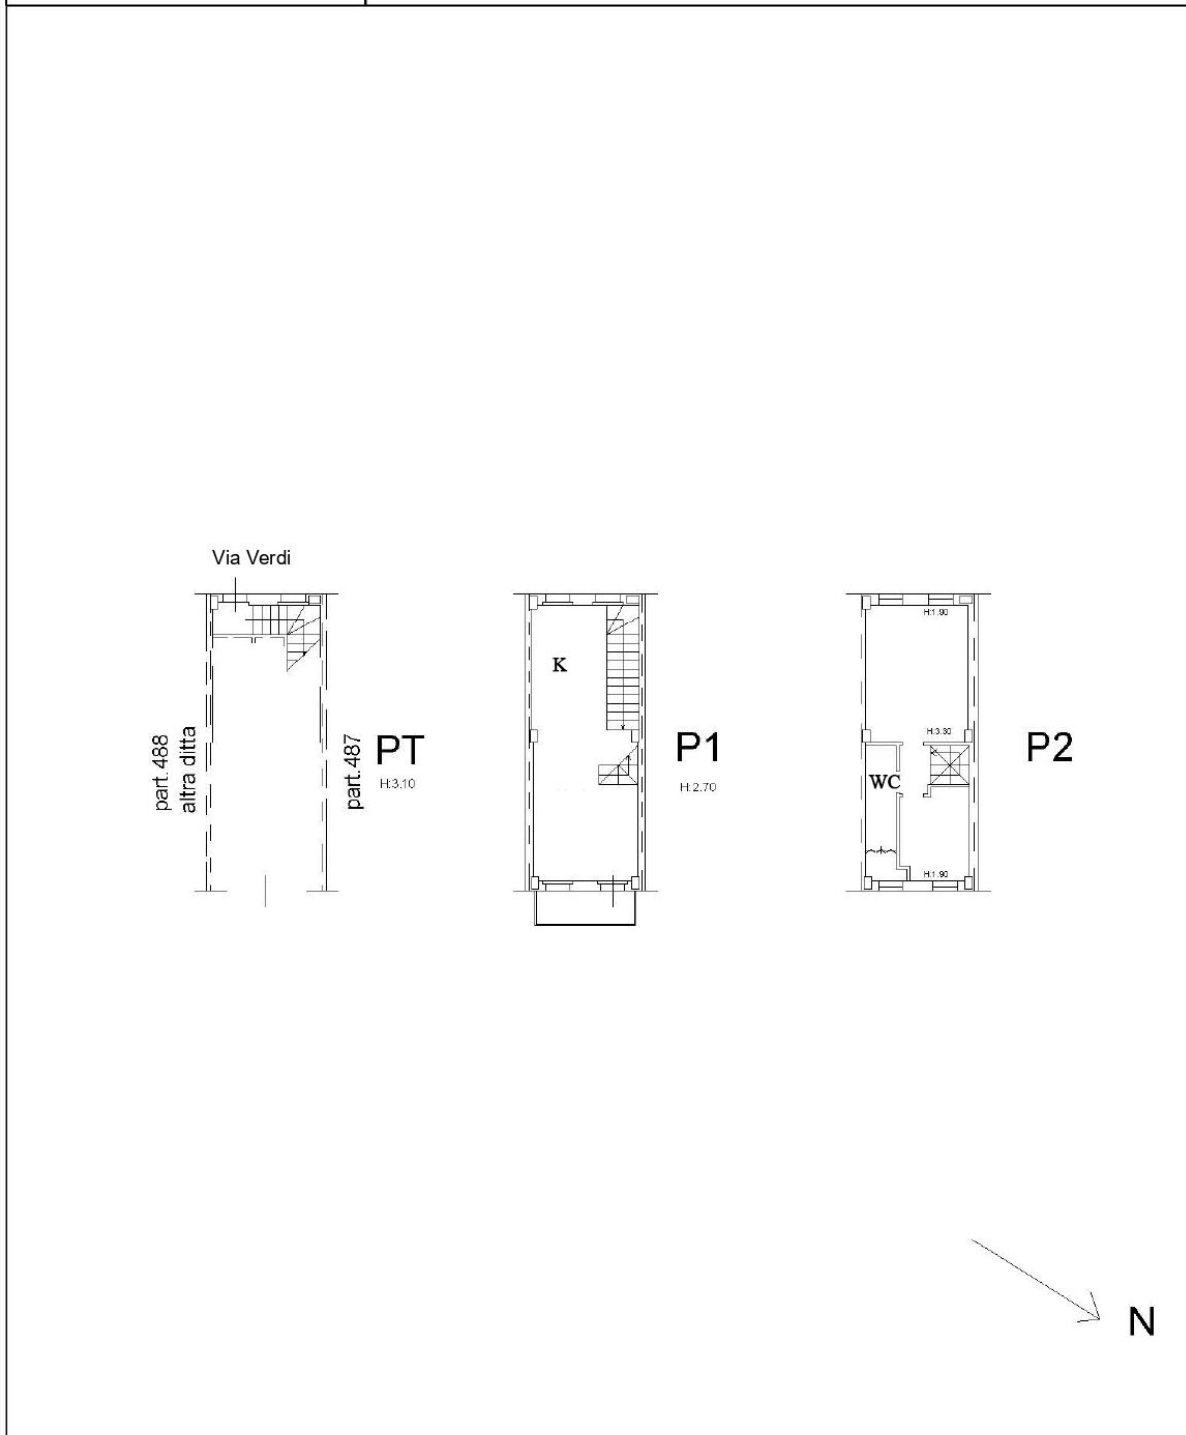 Via Verdi
part.488
altra ditta
part.487
PT
H:3.10
K
P1
H:2.70
H:1.90
H:3.30
WC
H:1.90
P2
N